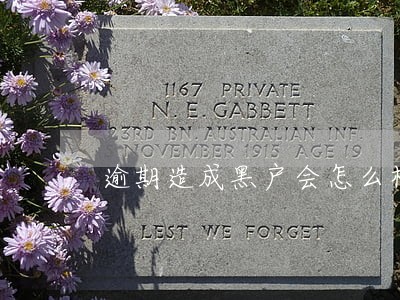 1167 PRIVATE
N. E. GABBETT
23RD BN. AUSTRALIAN INF.
NOVEMBER 1915 AGE 19
逾期造成黑户会怎么
LEST WE FORGET